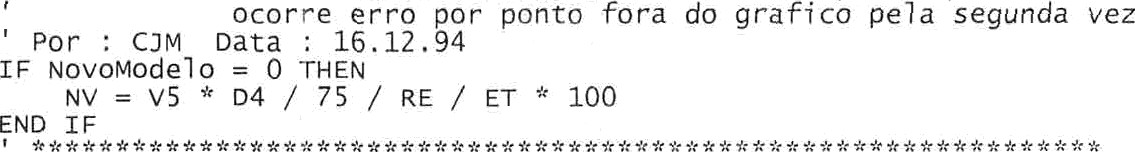 '              ocorre erro por ponto fora do grafico pela segunda vez
' Por : CJM  Data : 16.12.94
IF NovoModelo = 0 THEN
    NV = V5 * D4 / 75 / RE / ET * 100
END IF
' ****************************************************************